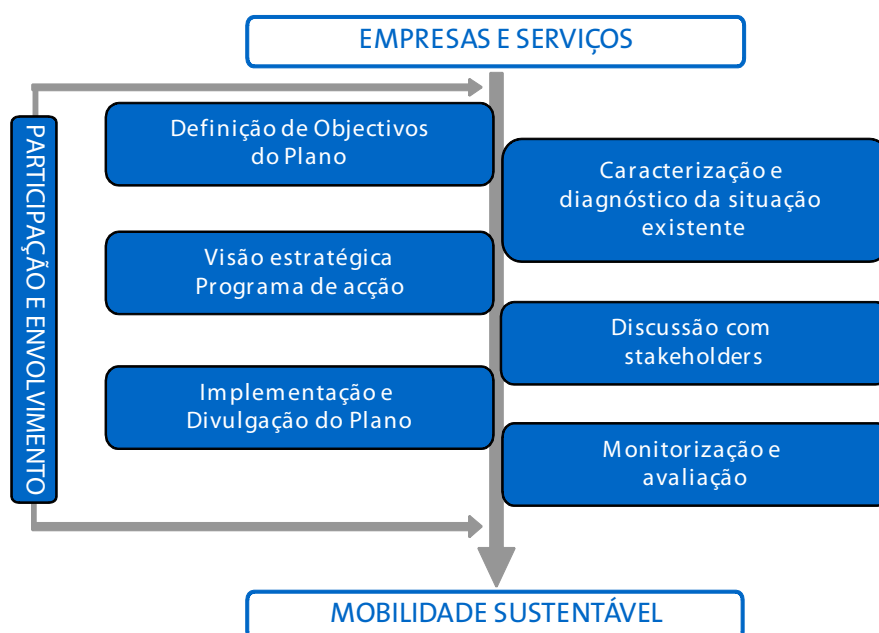 EMPRESAS E SERVIÇOS
PARTICIPAÇÃO E ENVOLVIMENTO
Definição de Objectivos
do Plano
Caracterização e
diagnóstico da situação
existente
Visão estratégica
Programa de acção
Discussão com
stakeholders
Implementação e
Divulgação do Plano
Monitorização e
avaliação
MOBILIDADE SUSTENTÁVEL